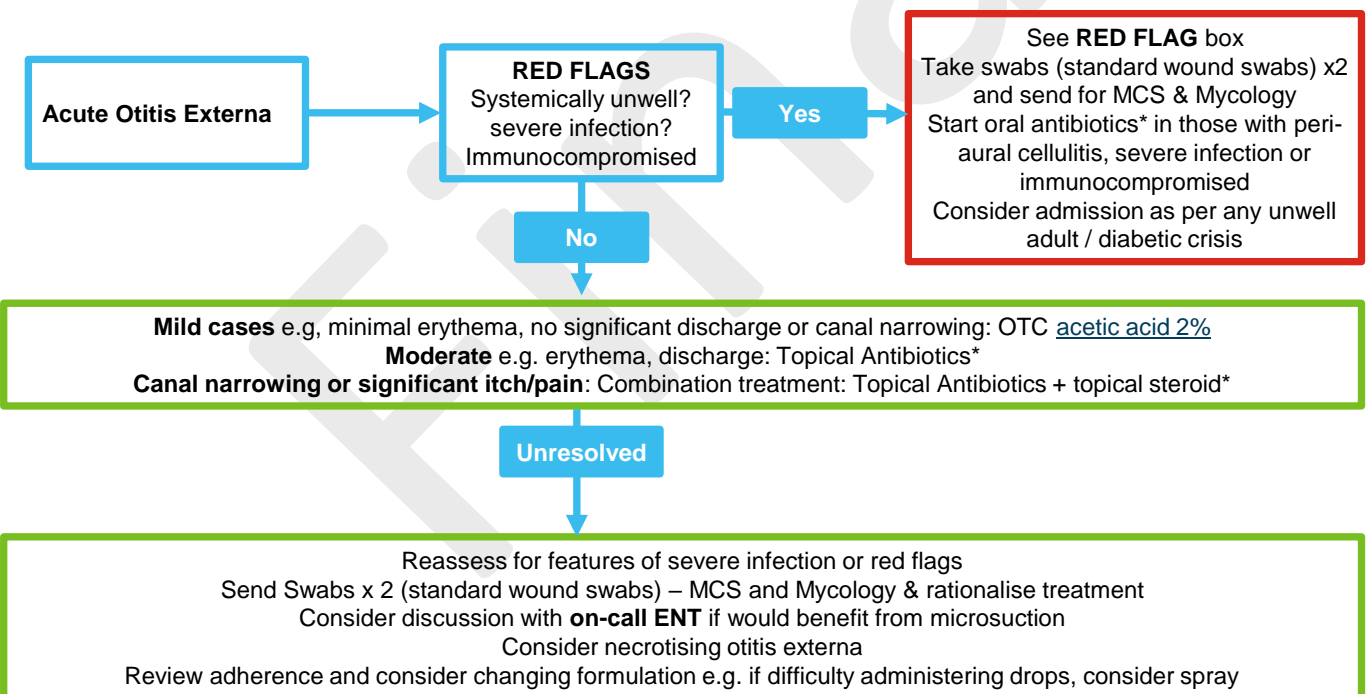 Acute Otitis Externa
RED FLAGS
Systemically unwell?
severe infection?
Immunocompromised
Yes
See RED FLAG box
Take swabs (standard wound swabs) x2
and send for MCS & Mycology
Start oral antibiotics* in those with peri-
aural cellulitis, severe infection or
immunocompromised
Consider admission as per any unwell
adult / diabetic crisis
No
Mild cases e.g, minimal erythema, no significant discharge or canal narrowing: OTC acetic acid 2%
Moderate e.g. erythema, discharge: Topical Antibiotics*
Canal narrowing or significant itch/pain: Combination treatment: Topical Antibiotics + topical steroid*
Unresolved
Reassess for features of severe infection or red flags
Send Swabs x 2 (standard wound swabs) – MCS and Mycology & rationalise treatment
Consider discussion with on-call ENT if would benefit from microsuction
Consider necrotising otitis externa
Review adherence and consider changing formulation e.g. if difficulty administering drops, consider spray